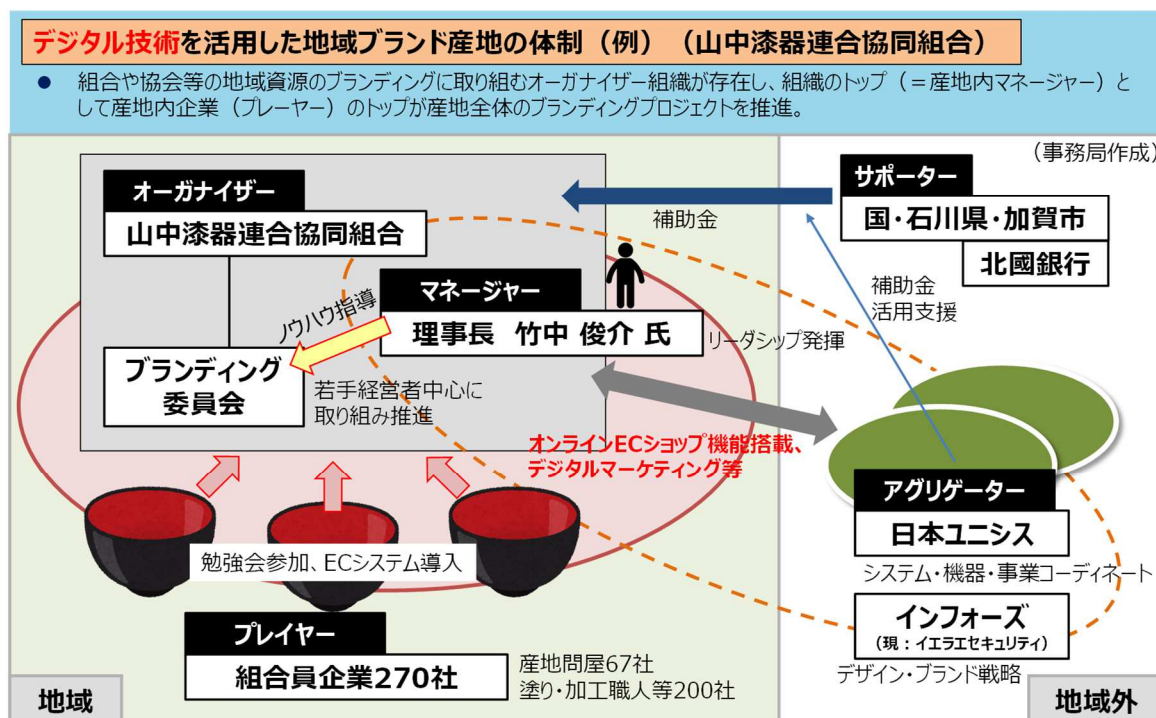 デジタル技術を活用した地域ブランド産地の体制（例）（山中漆器連合協同組合）
● 組合や協会等の地域資源のブランディングに取り組むオーガナイザー組織が存在し、組織のトップ（＝産地内マネージャー）と
して産地内企業（プレーヤー）のトップが産地全体のブランディングプロジェクトを推進。
（事務局作成）
オーガナイザー
山中漆器連合協同組合
補助金
サポーター
国・石川県・加賀市
北國銀行
補助金
活用支援
マネージャー
理事長 竹中 俊介 氏
リーダシップ発揮
ノウハウ指導
ブランディング
委員会
若手経営者中心に
取り組み推進
オンラインECショップ機能搭載、
デジタルマーケティング等
アグリゲーター
日本ユニシス
システム・機器・事業コーディネート
インフォーズ
（現：イエラエセキュリティ）
デザイン・ブランド戦略
勉強会参加、ECシステム導入
プレイヤー
組合員企業270社
産地問屋67社
塗り・加工職人等200社
地域
地域外